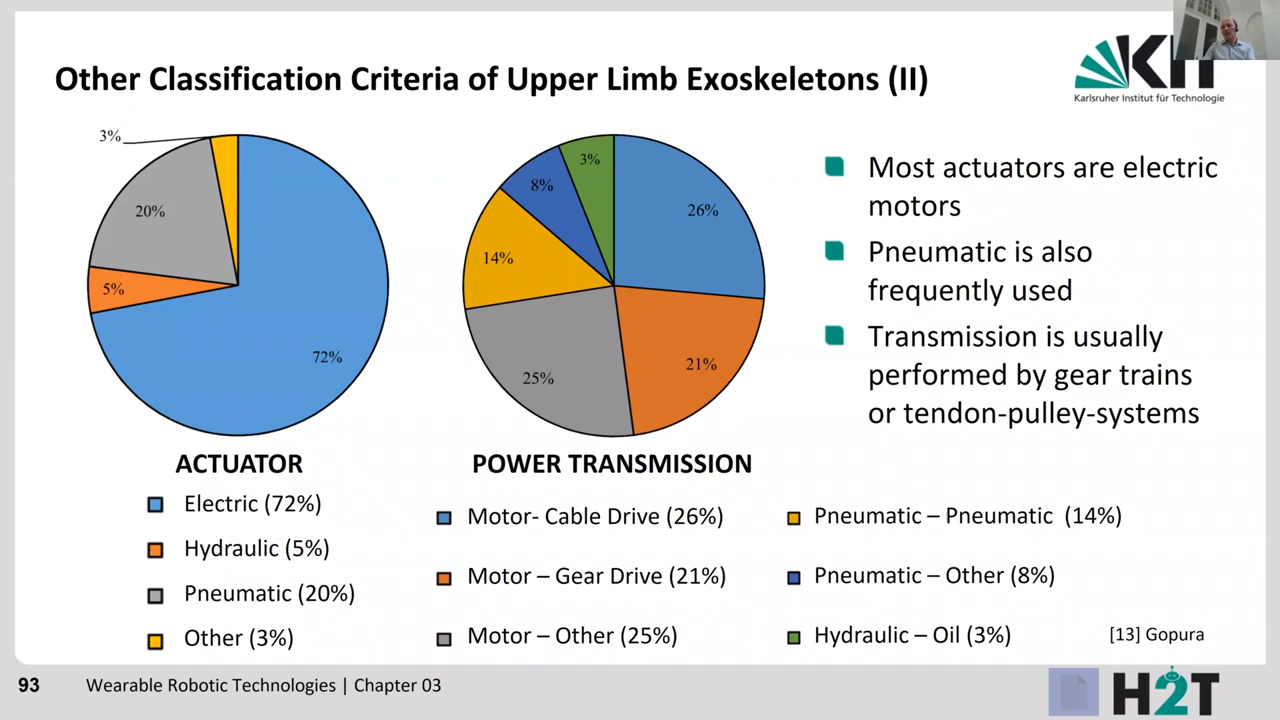 Other Classification Criteria of Upper Limb Exoskeletons (II)
KIT
Karlsruher Institut für Technologie
3%
20%
5%
72%
3%
8%
26%
14%
25%
21%
Most actuators are electric
motors
Pneumatic is also
frequently used
Transmission is usually
performed by gear trains
or tendon-pulley-systems
ACTUATOR
Electric (72%)
Hydraulic (5%)
Pneumatic (20%)
Other (3%)
POWER TRANSMISSION
Motor- Cable Drive (26%)
Motor – Gear Drive (21%)
Motor – Other (25%)
Pneumatic – Pneumatic (14%)
Pneumatic – Other (8%)
Hydraulic – Oil (3%)
[13] Gopura
93
Wearable Robotic Technologies | Chapter 03
H2T